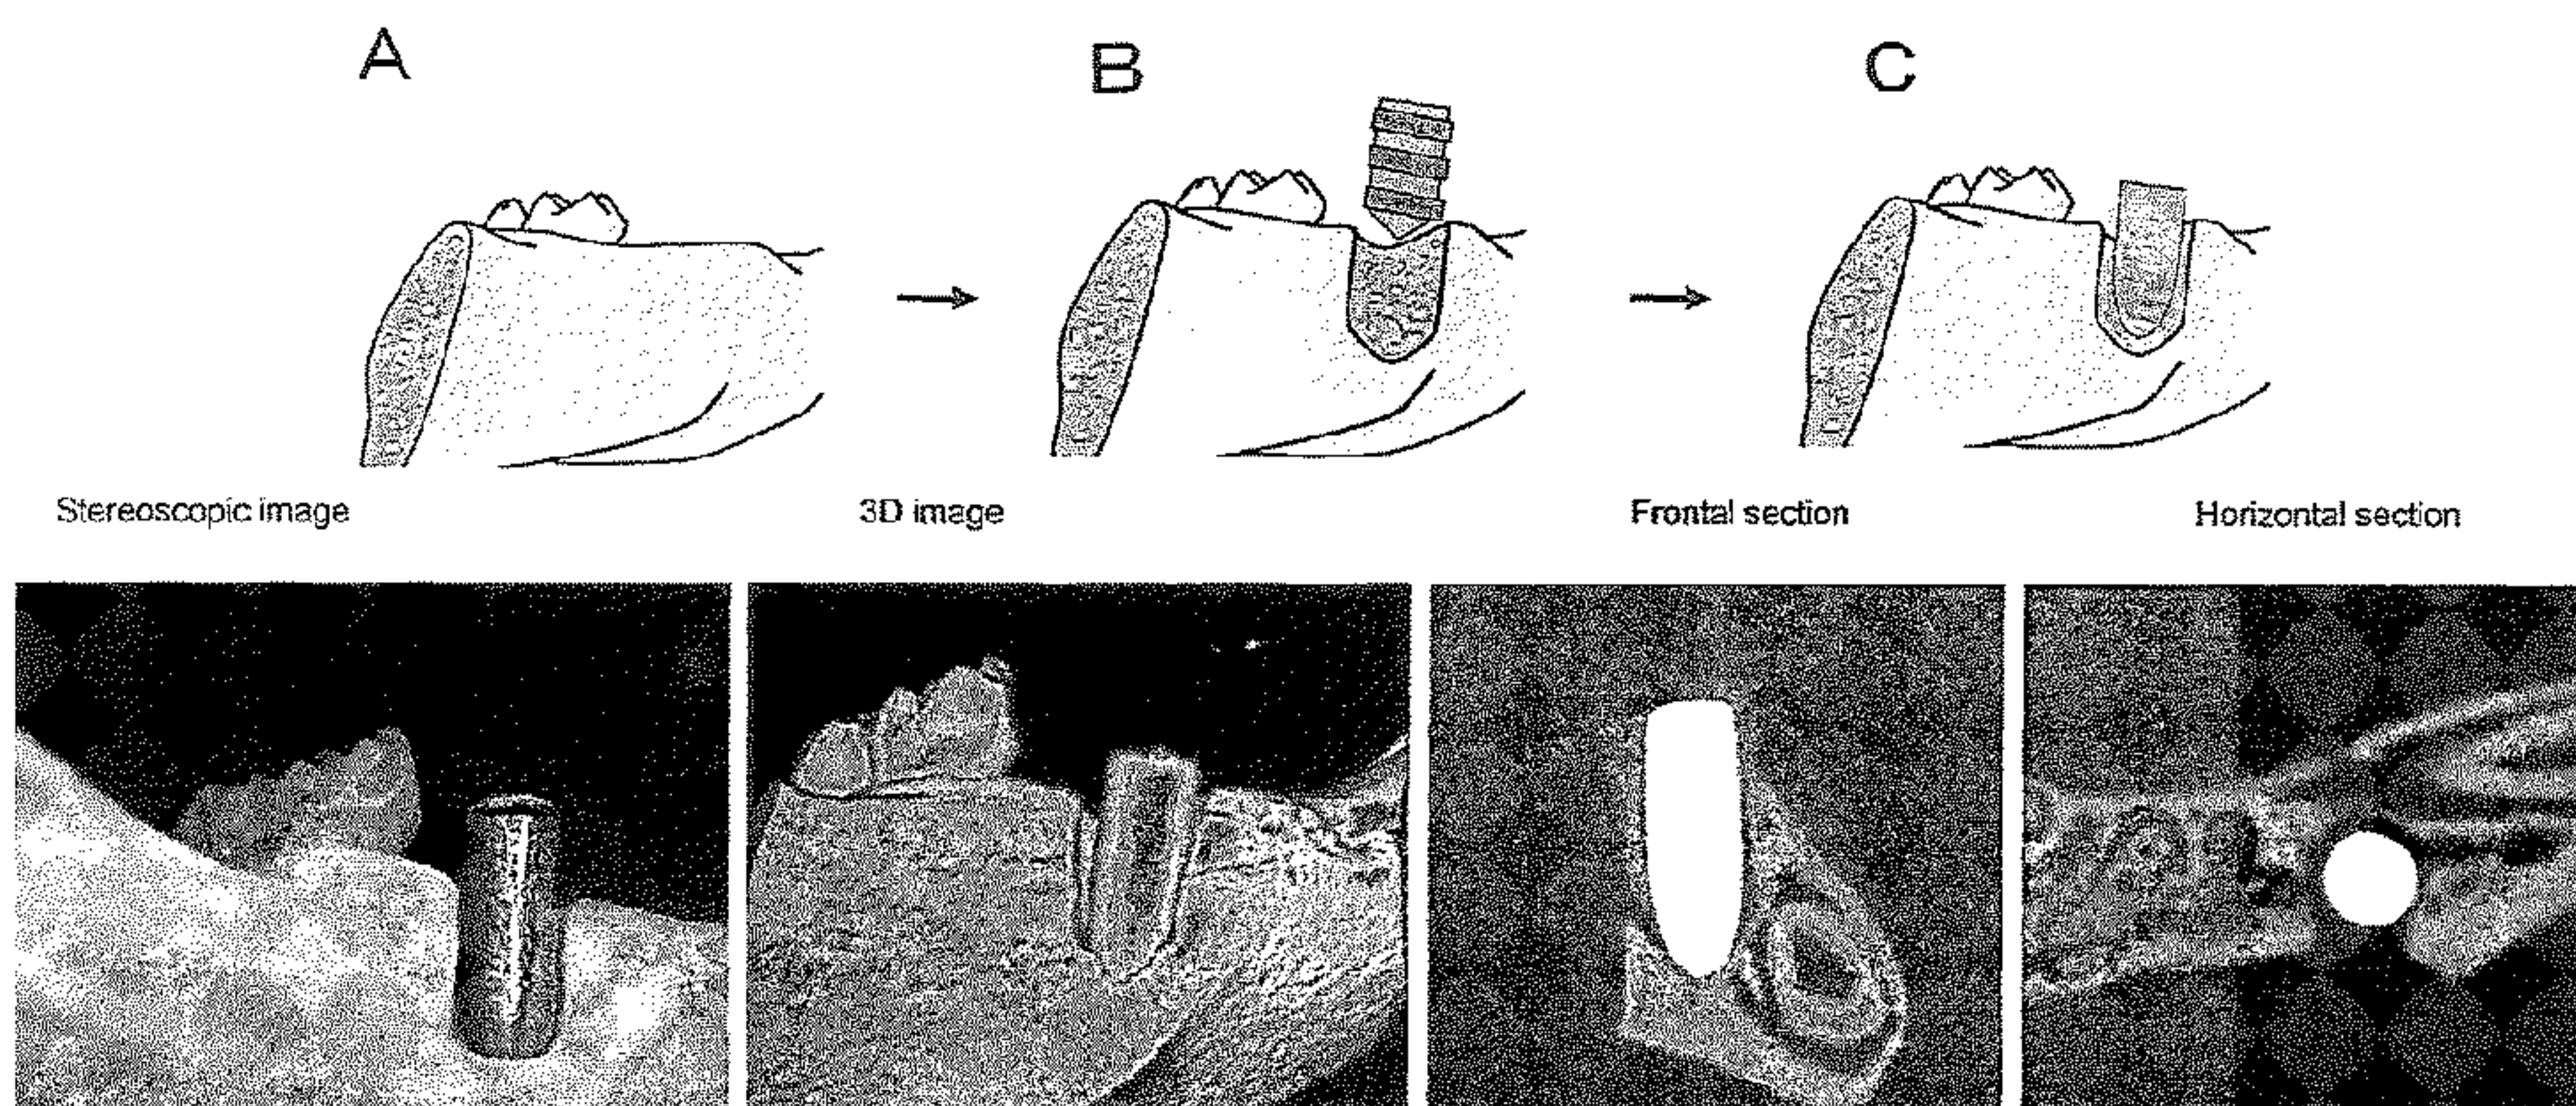 A
B
C
Stereoscopic image
3D image
Frontal section
Horizontal section